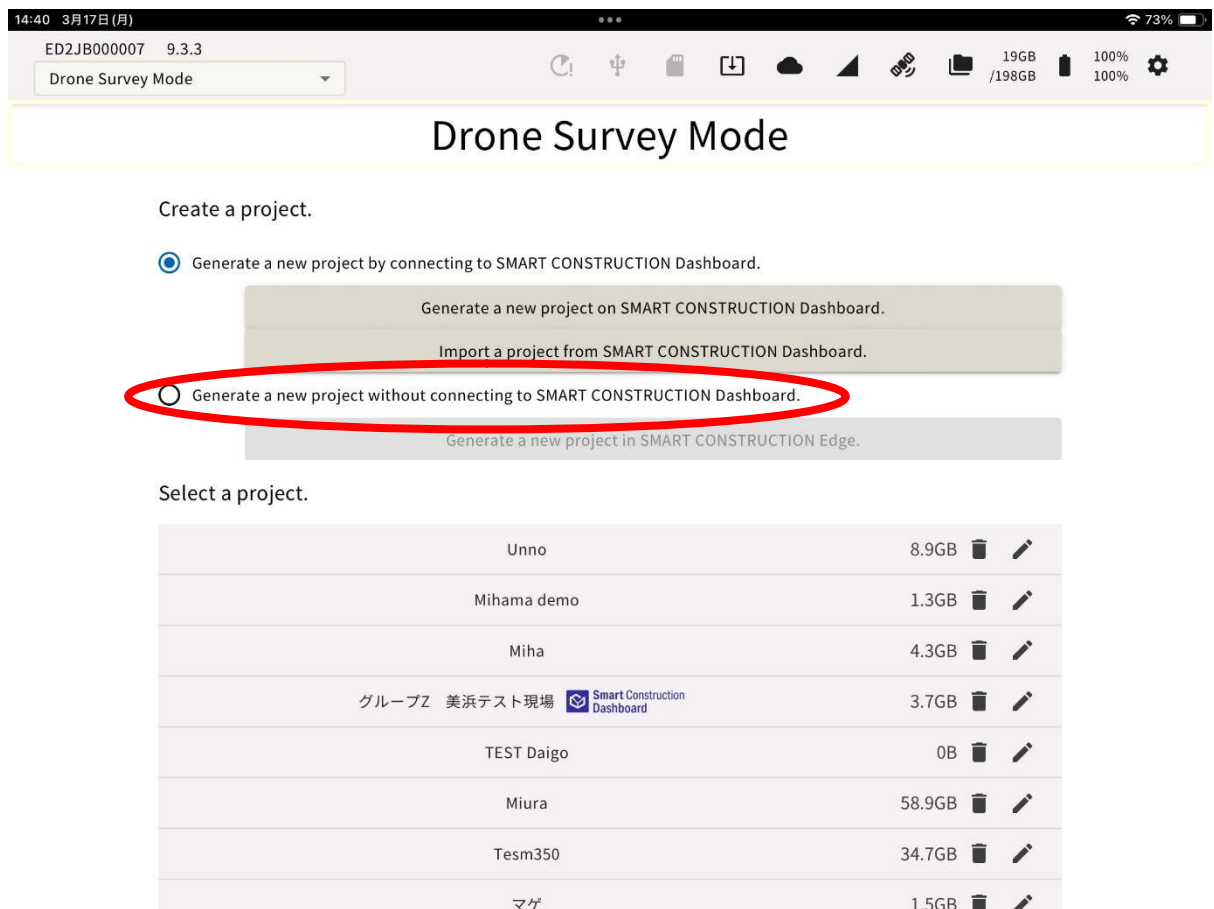 14:40 3月17日(月)
73%
ED2JB000007 9.3.3
Drone Survey Mode
19GB
/198GB
100%
100%
Drone Survey Mode
Create a project.
Generate a new project by connecting to SMART CONSTRUCTION Dashboard.
Generate a new project on SMART CONSTRUCTION Dashboard.
Import a project from SMART CONSTRUCTION Dashboard.
Generate a new project without connecting to SMART CONSTRUCTION Dashboard.
Generate a new project in SMART CONSTRUCTION Edge.
Select a project.
Unno 8.9GB
Mihama demo 1.3GB
Miha 4.3GB
グループZ 美浜テスト現場 Smart Construction
Dashboard 3.7GB
TEST Daigo 0B
Miura 58.9GB
Tesm350 34.7GB
マゲ 1.5GB